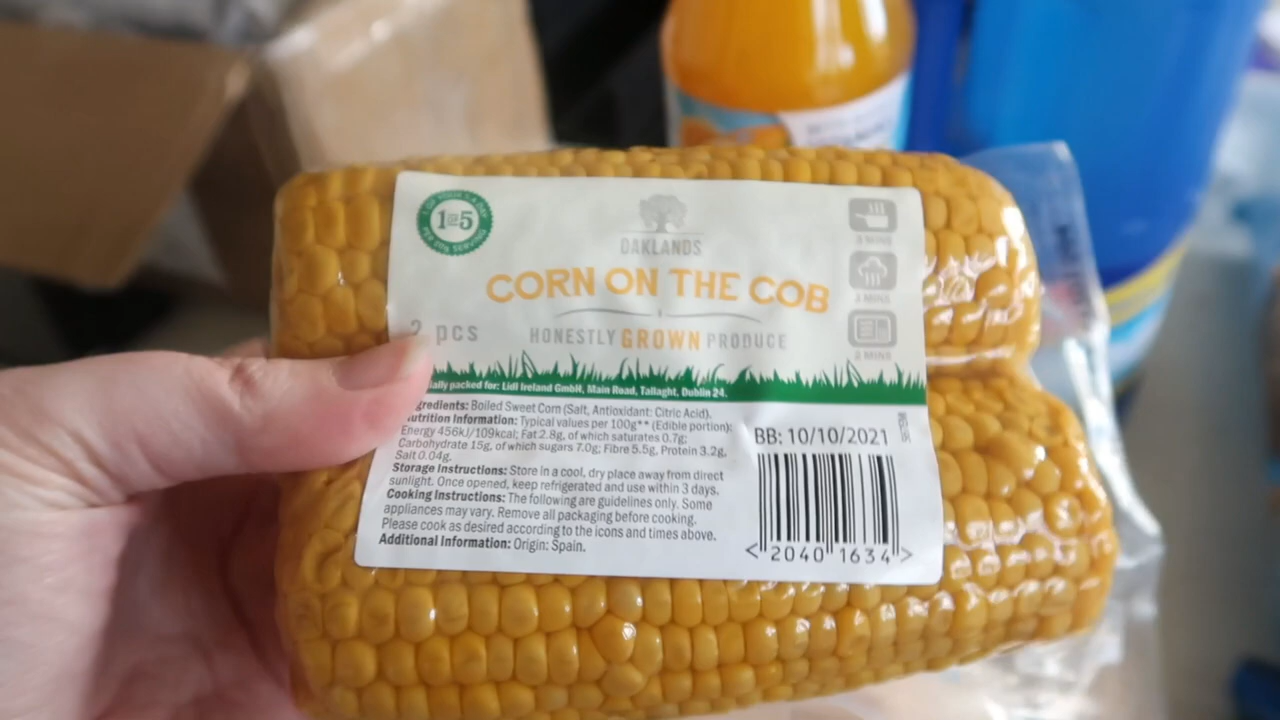 1 OF YOUR 5 A DAY
1 OF 5
PER 80g SERVING
OAKLANDS
CORN ON THE COB
2 pcs
HONESTLY GROWN PRODUCE
3 MINS
2 MINS
ially packed for: Lidl Ireland GmbH, Main Road, Tallaght, Dublin 24.
gredients: Boiled Sweet Corn (Salt, Antioxidant: Citric Acid).
utrition Information: Typical values per 100g** (Edible portion):
Energy 456kJ/109kcal; Fat 2.8g, of which saturates 0.7g;
Carbohydrate 15g, of which sugars 7.0g; Fibre 5.5g, Protein 3.2g,
Salt 0.04g.
Storage Instructions: Store in a cool, dry place away from direct
sunlight. Once opened, keep refrigerated and use within 3 days.
Cooking Instructions: The following are guidelines only. Some
appliances may vary. Remove all packaging before cooking.
Please cook as desired according to the icons and times above.
Additional Information: Origin: Spain.
BB: 10/10/2021
< 2040 1634 >